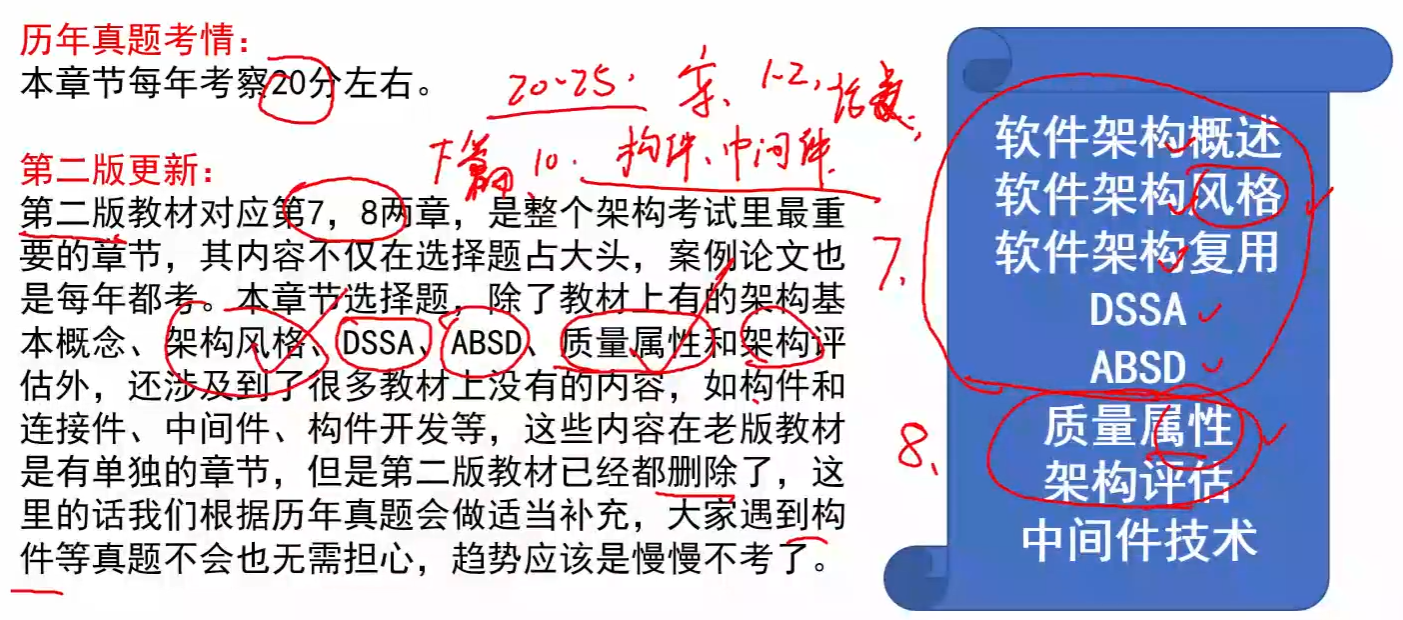 历年真题考情：
本章节每年考察20分左右。
20-25. 案、1-2,
10. 构件、中间件
第二版更新：
第二版教材对应第7，8两章，是整个架构考试里最重
要的章节，其内容不仅在选择题占大头，案例论文也
是每年都考。本章节选择题，除了教材上有的架构基
本概念、架构风格、DSSA、ABSD、质量属性和架构评
估外，还涉及到了很多教材上没有的内容，如构件和
连接件、中间件、构件开发等，这些内容在老版教材
是有单独的章节，但是第二版教材已经都删除了，这
里的话我们根据历年真题会做适当补充，大家遇到构
件等真题不会也无需担心，趋势应该是慢慢不考了。
7.
8.
软件架构概述
软件架构风格
软件架构复用
DSSA
ABSD
质量属性
架构评估
中间件技术